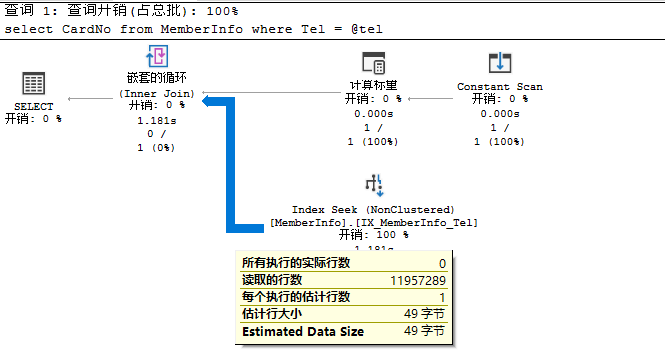 查询 1: 查询开销(占总批): 100%
select CardNo from MemberInfo where Tel = @tel
SELECT
开销: 0 %
嵌套的循环
(Inner Join)
开销: 0 %
1.181s
0 /
1 (0%)
计算标量
开销: 0 %
0.000s
1 /
1 (100%)
Constant Scan
开销: 0 %
0.000s
1 /
1 (100%)
Index Seek (NonClustered)
[MemberInfo].[IX_MemberInfo_Tel]
开销: 100 %
1.181s
所有执行的实际行数 0
读取的行数 11957289
每个执行的估计行数 1
估计行大小 49 字节
Estimated Data Size 49 字节